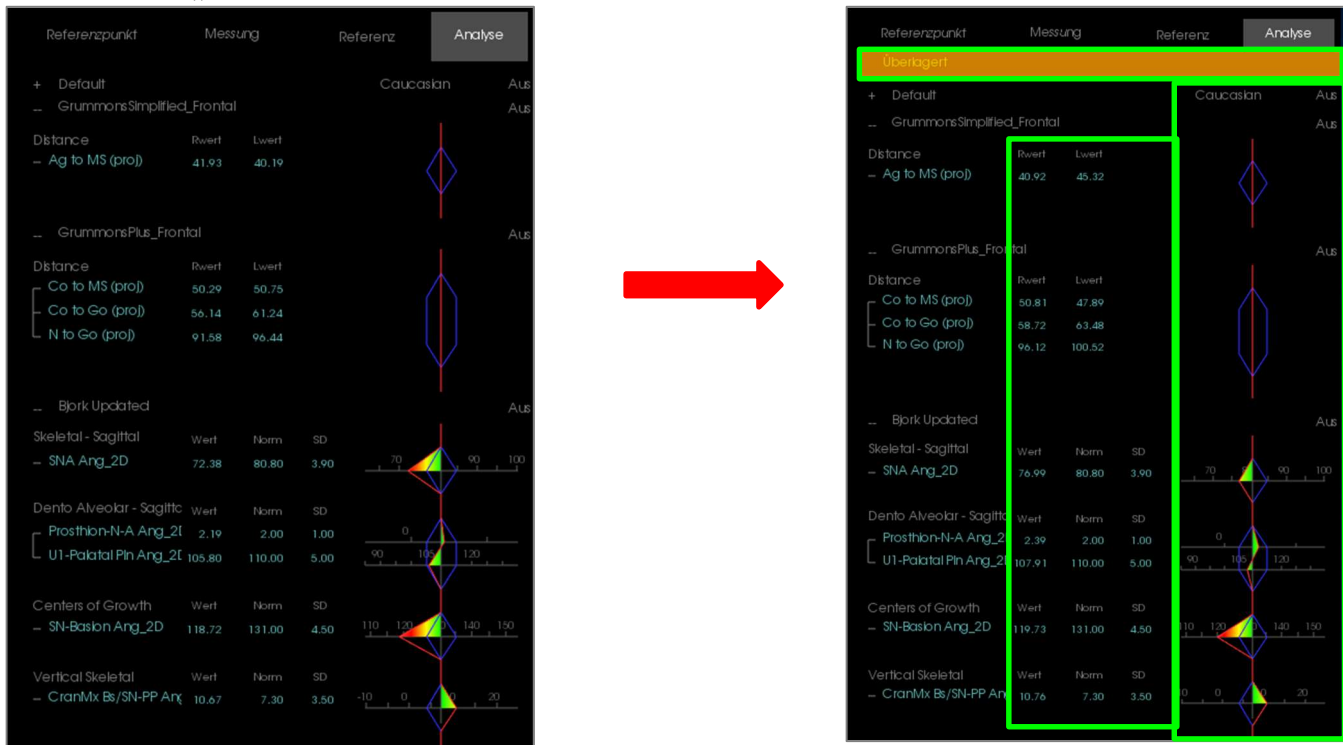 Referenzpunkt Messung Referenz Analyse
+ Default Caucasian Aus
-- GrummonsSimplified_Frontal Aus
Distance Rwert Lwert
– Ag to MS (proj) 41.93 40.19
-- GrummonsPlus_Frontal Aus
Distance Rwert Lwert
Co to MS (proj) 50.29 50.75
Co to Go (proj) 56.14 61.24
N to Go (proj) 91.58 96.44
-- Bjork Updated Aus
Skeletal - Sagittal Wert Norm SD
– SNA Ang_2D 72.38 80.80 3.90 70 90 100
Dento Alveolar - Sagitta Wert Norm SD
Prosthion-N-A Ang_2D 2.19 2.00 1.00 0
U1-Palatal Pln Ang_2D 105.80 110.00 5.00 90 105 120
Centers of Growth Wert Norm SD
– SN-Basion Ang_2D 118.72 131.00 4.50 110 120 140 150
Vertical Skeletal Wert Norm SD
– CranMx Bs/SN-PP Ang 10.67 7.30 3.50 -10 0 20
Referenzpunkt Messung Referenz Analyse
Überlagert
+ Default Caucasian Aus
-- GrummonsSimplified_Frontal Aus
Distance Rwert Lwert
– Ag to MS (proj) 40.92 45.32
-- GrummonsPlus_Frontal Aus
Distance Rwert Lwert
Co to MS (proj) 50.81 47.89
Co to Go (proj) 58.72 63.48
N to Go (proj) 96.12 100.52
-- Bjork Updated Aus
Skeletal - Sagittal Wert Norm SD
– SNA Ang_2D 76.99 80.80 3.90 70 90 100
Dento Alveolar - Sagitta Wert Norm SD
Prosthion-N-A Ang_2 2.39 2.00 1.00 0
U1-Palatal Pln Ang_2D 107.91 110.00 5.00 90 105 120
Centers of Growth Wert Norm SD
– SN-Basion Ang_2D 119.73 131.00 4.50 10 120 140 150
Vertical Skeletal Wert Norm SD
– CranMx Bs/SN-PP An 10.76 7.30 3.50 0 0 20